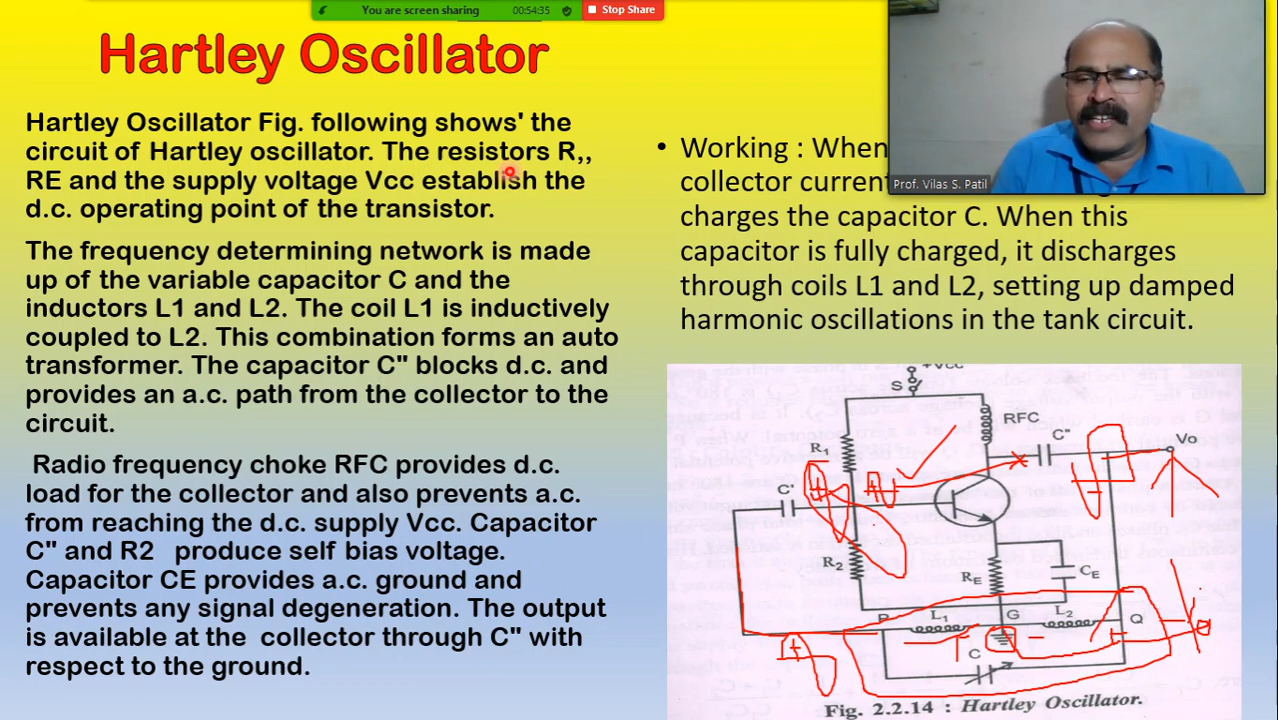 You are screen sharing
00:54:35
Stop Share
Hartley Oscillator
Hartley Oscillator Fig. following shows' the
circuit of Hartley oscillator. The resistors R,,
RE and the supply voltage Vcc establish the
d.c. operating point of the transistor.
The frequency determining network is made
up of the variable capacitor C and the
inductors L1 and L2. The coil L1 is inductively
coupled to L2. This combination forms an auto
transformer. The capacitor C" blocks d.c. and
provides an a.c. path from the collector to the
circuit.
Radio frequency choke RFC provides d.c.
load for the collector and also prevents a.c.
from reaching the d.c. supply Vcc. Capacitor
C" and R2 produce self bias voltage.
Capacitor CE provides a.c. ground and
prevents any signal degeneration. The output
is available at the collector through C" with
respect to the ground.
Prof. Vilas S. Patil
• Working : When
collector current
charges the capacitor C. When this
capacitor is fully charged, it discharges
through coils L1 and L2, setting up damped
harmonic oscillations in the tank circuit.
+Vcc
S
RFC
C"
Vo
R1
C'
R2
RE
CE
L1
G
L2
Q
C
Fig. 2.2.14 : Hartley Oscillator.